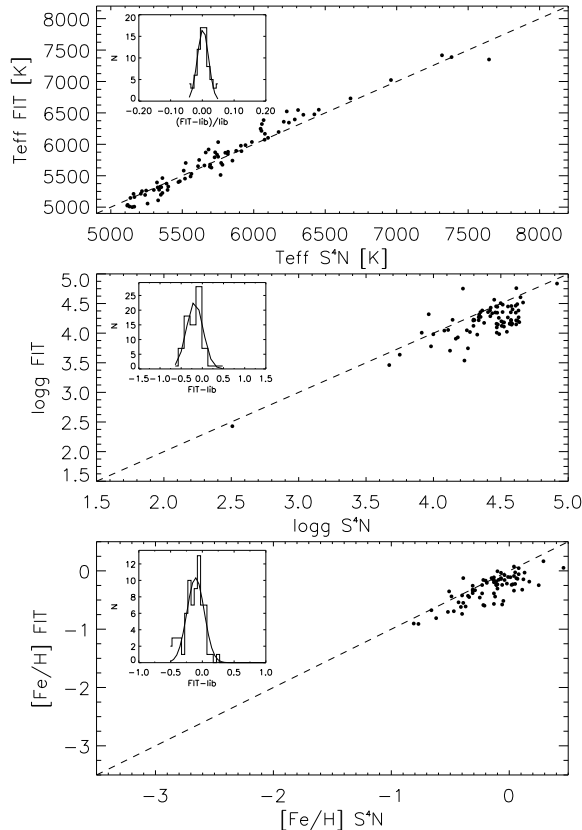 8000
7500
7000
6500
6000
5500
5000
Teff FIT [K]
20
15
10
5
0
N
-0.20 -0.10 0.00 0.10 0.20
(FIT-lib)/lib
5000 5500 6000 6500 7000 7500 8000
Teff S⁴N [K]
5.0
4.5
4.0
3.5
3.0
2.5
2.0
1.5
logg FIT
25
20
15
10
5
0
N
-1.5 -1.0 -0.5 0.0 0.5 1.0 1.5
FIT-lib
1.5 2.0 2.5 3.0 3.5 4.0 4.5 5.0
logg S⁴N
0
-1
-2
-3
[Fe/H] FIT
12
10
8
6
4
2
0
N
-1.0 -0.5 0.0 0.5 1.0
FIT-lib
-3 -2 -1 0
[Fe/H] S⁴N